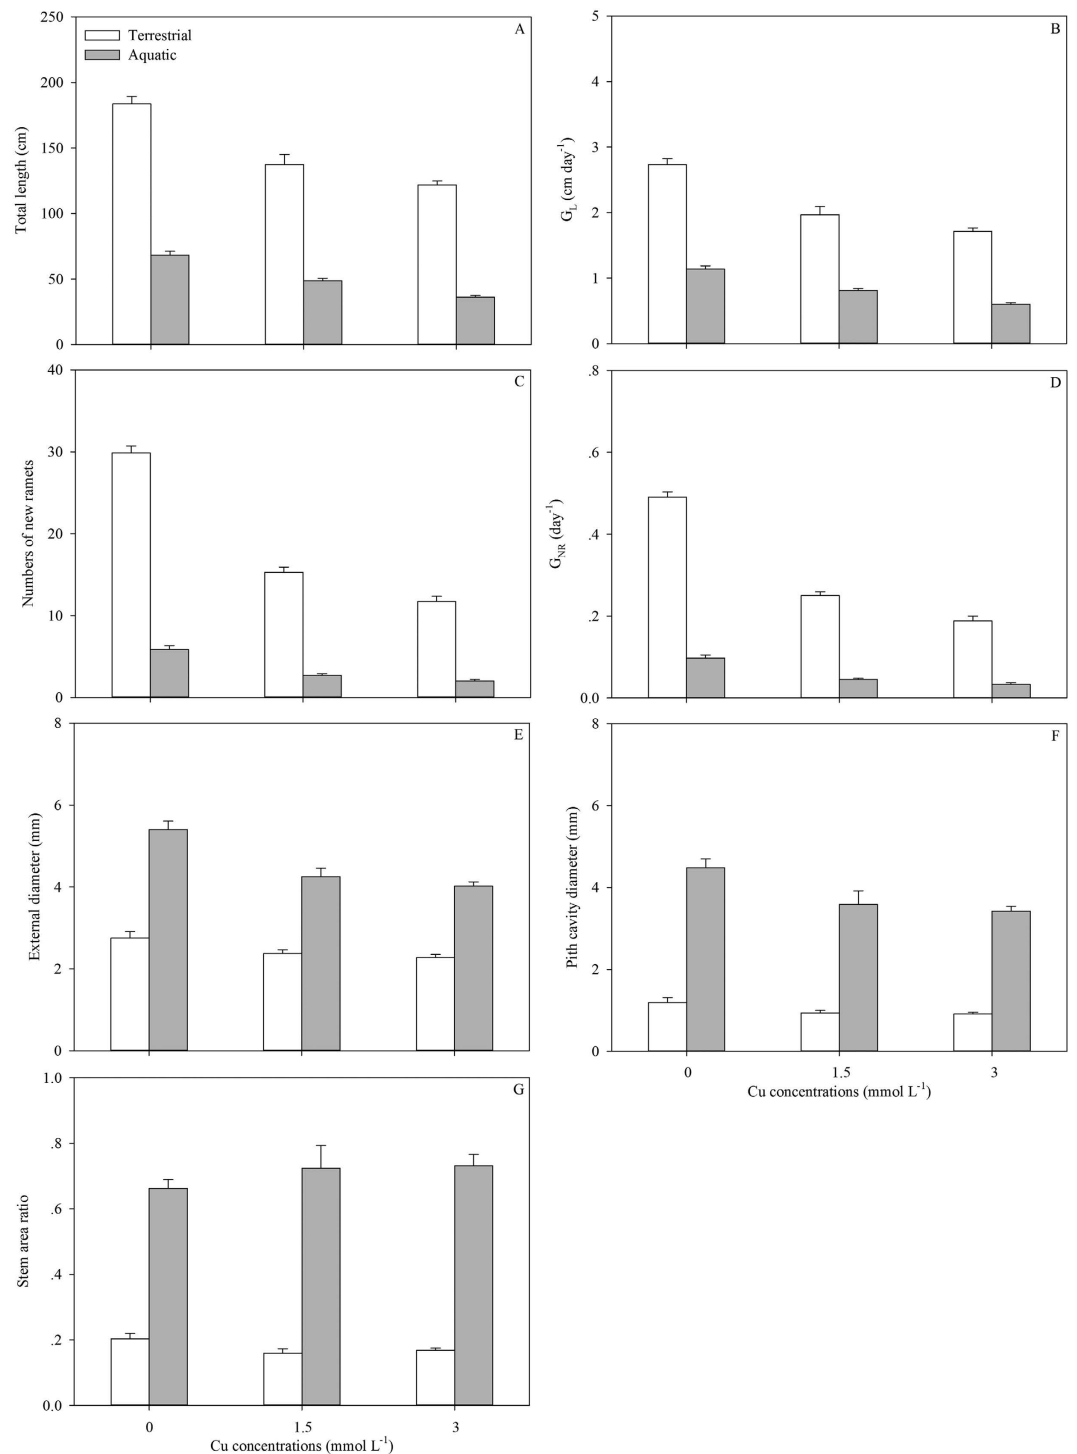 A
Terrestrial
Aquatic
Total length (cm)
250
200
150
100
50
0
B
G_L (cm day^-1)
5
4
3
2
1
0
C
Numbers of new ramets
40
30
20
10
0
D
G_NR (day^-1)
.8
.6
.4
.2
0.0
E
External diameter (mm)
8
6
4
2
0
F
Pith cavity diameter (mm)
8
6
4
2
0
0 1.5 3
Cu concentrations (mmol L^-1)
G
Stem area ratio
1.0
.8
.6
.4
.2
0.0
0 1.5 3
Cu concentrations (mmol L^-1)